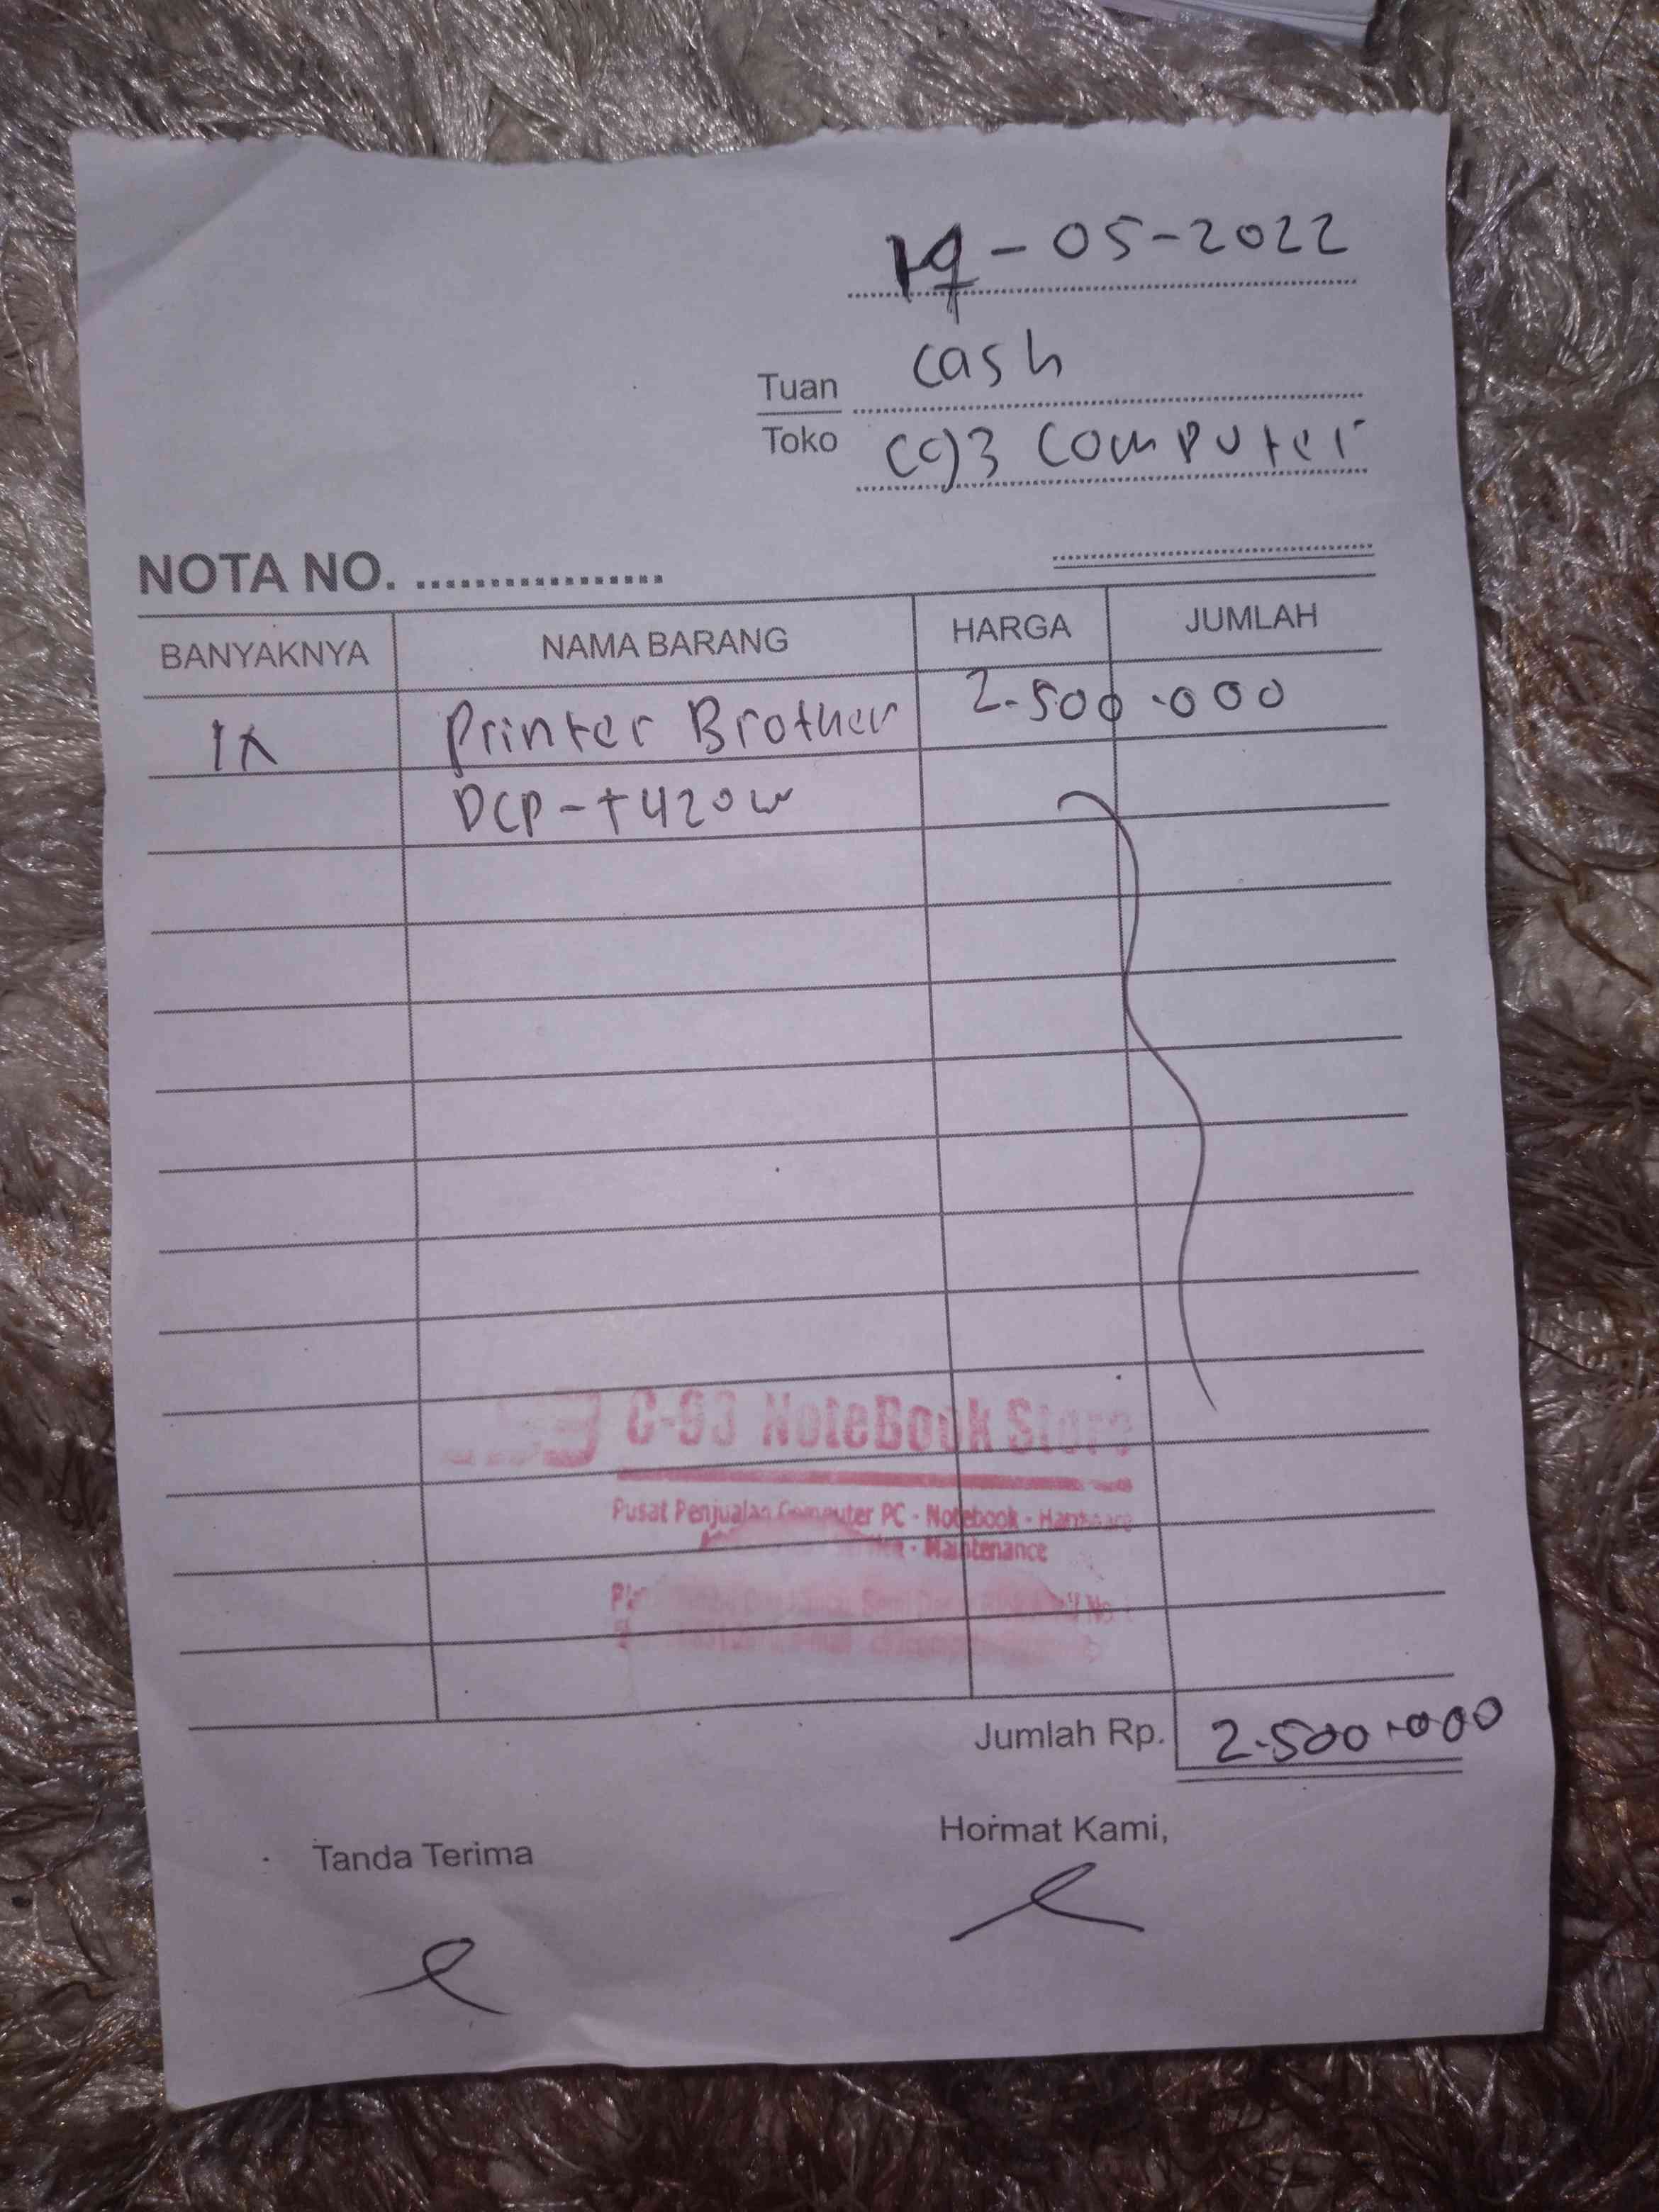 -05-2022
Tuan cash
Toko C93 Computer
NOTA NO. ..................
BANYAKNYA NAMA BARANG HARGA JUMLAH
1x Printer Brother 2.500.000
DCP-T420W
C-93 NoteBook Store
Pusat Penjualan Computer PC - Notebook - Hardware
Service - Maintenance
Jumlah Rp. 2.500.000
Tanda Terima Hormat Kami,